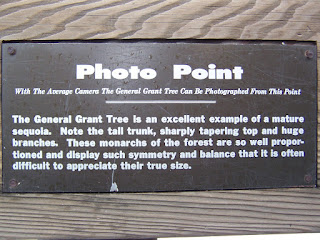 Photo Point
With The Average Camera The General Grant Tree Can Be Photographed From This Point
The General Grant Tree is an excellent example of a mature
sequoia. Note the tall trunk, sharply tapering top and huge
branches. These monarchs of the forest are so well propor-
tioned and display such symmetry and balance that it is often
difficult to appreciate their true size.